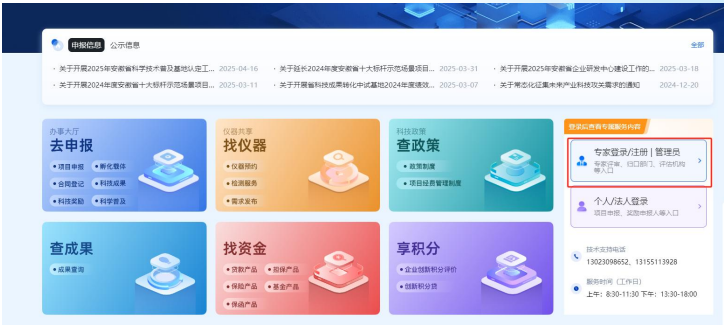 申报信息 公示信息 全部
· 关于开展2025年安徽省科学技术普及基地认定工... 2025-04-16 · 关于延长2024年度安徽省十大标杆示范场景项目... 2025-03-31 · 关于开展2025年安徽省企业研发中心建设工作的... 2025-03-18
· 关于开展2024年度安徽省十大标杆示范场景项目... 2025-03-11 · 关于开展省科技成果转化中试基地2024年度绩效... 2025-03-07 · 关于常态化征集未来产业科技攻关需求的通知 2024-12-20
办事大厅
去申报
• 项目申报 • 孵化载体
• 合同登记 • 科技成果
• 科技奖励 • 科学普及
仪器共享
找仪器
• 仪器预约
• 检测服务
• 需求发布
科技政策
查政策
• 政策制度
• 项目经费管理制度
登录后查看专属服务内容
专家登录/注册 | 管理员
专家评审、归口部门、评估机构
等入口
个人/法人登录
项目申报、奖励申报人等入口
查成果
• 成果查询
找资金
• 贷款产品 • 担保产品
• 保险产品 • 基金产品
• 保函产品
享积分
• 企业创新积分评价
• 创新积分贷
技术支持电话
13023098652、13155113928
服务时间（工作日）
上午：8:30-11:30 下午：13:30-18:00